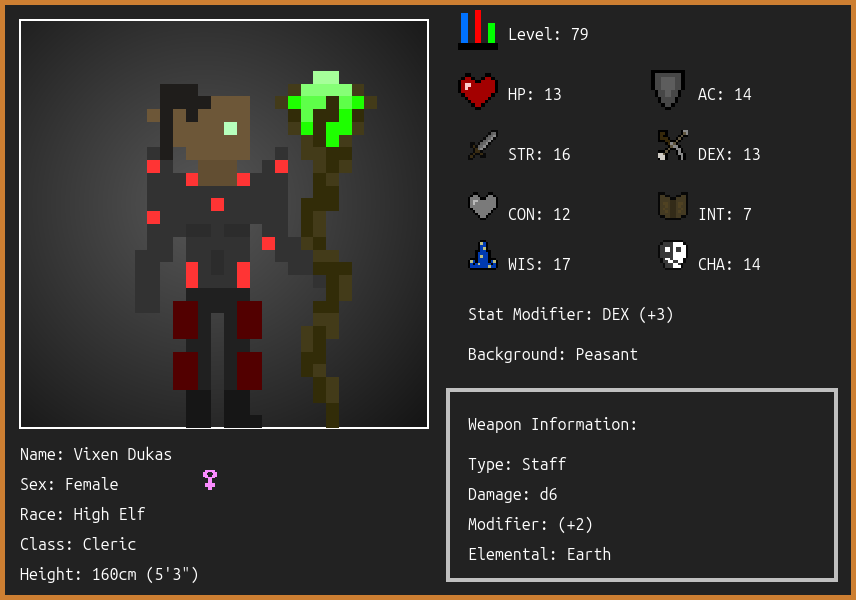 Level: 79
HP: 13
AC: 14
STR: 16
DEX: 13
CON: 12
INT: 7
WIS: 17
CHA: 14
Stat Modifier: DEX (+3)
Background: Peasant
Weapon Information:
Type: Staff
Damage: d6
Modifier: (+2)
Elemental: Earth
Name: Vixen Dukas
Sex: Female
Race: High Elf
Class: Cleric
Height: 160cm (5'3")